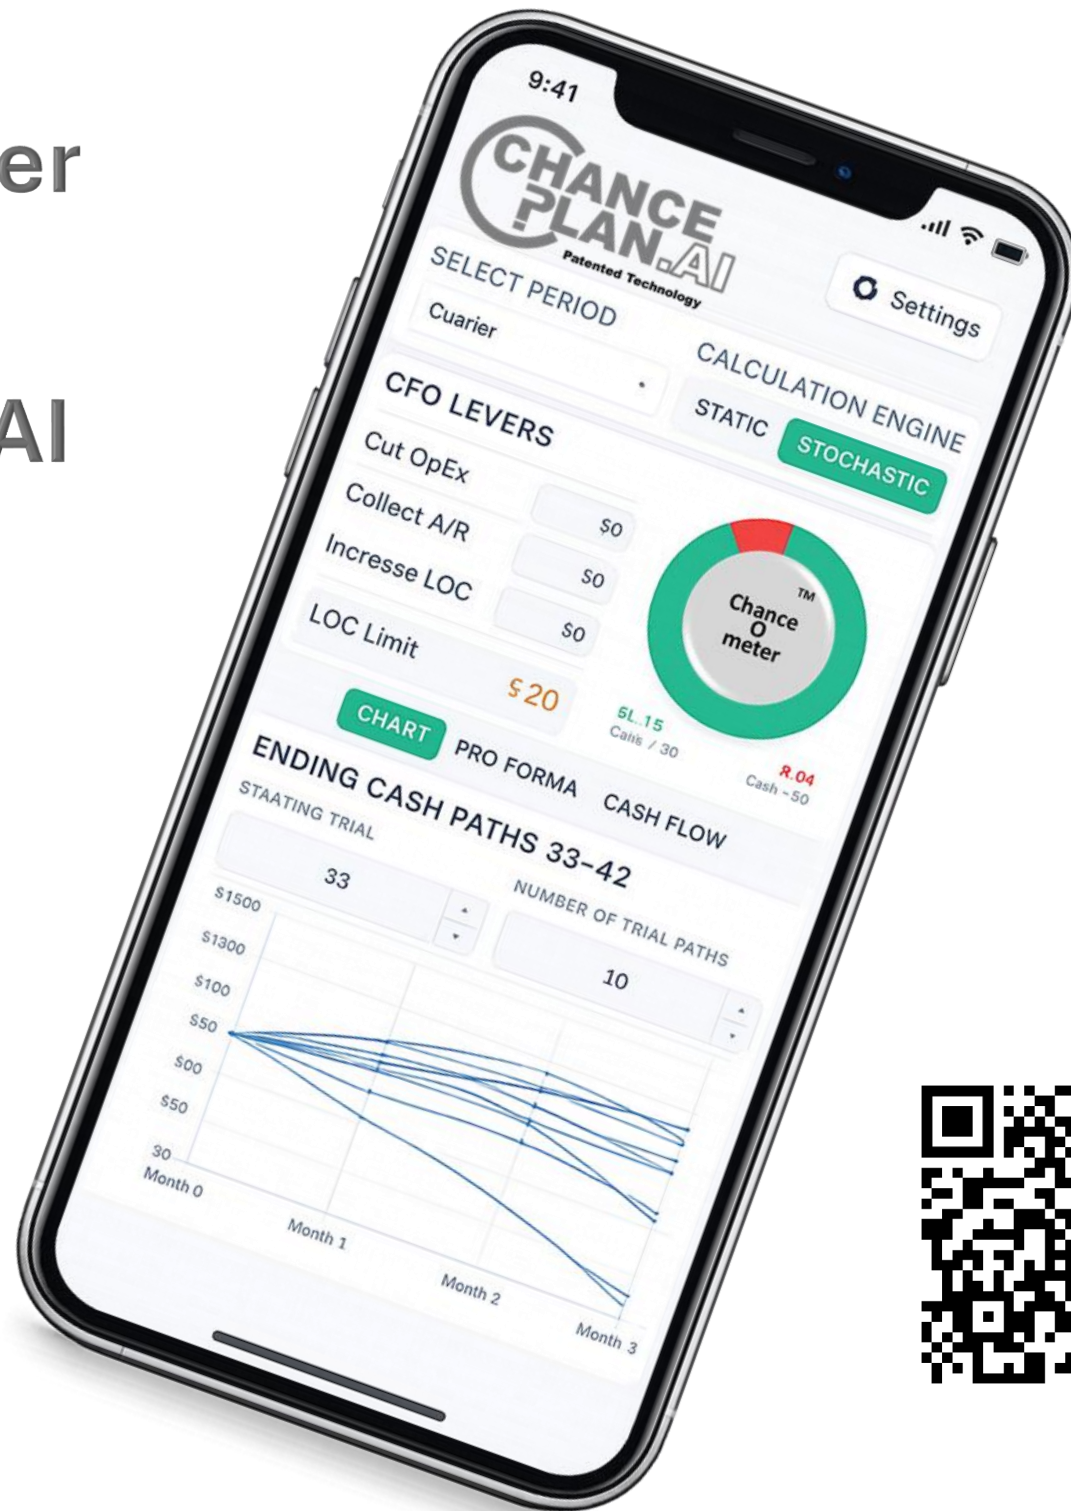 er
AI
9:41
CHANCE
PLAN.AI
Patented Technology
Settings
SELECT PERIOD
Cuarier
CALCULATION ENGINE
STATIC
STOCHASTIC
CFO LEVERS
Cut OpEx
$0
Collect A/R
$0
Incresse LOC
$0
LOC Limit
$20
Chance
O
meter
TM
/ 30
Cash -50
CHART
PRO FORMA
CASH FLOW
ENDING CASH PATHS 33-42
STAATING TRIAL
33
NUMBER OF TRIAL PATHS
10
$1500
$1300
$100
$50
$00
$50
30
Month 0
Month 1
Month 2
Month 3